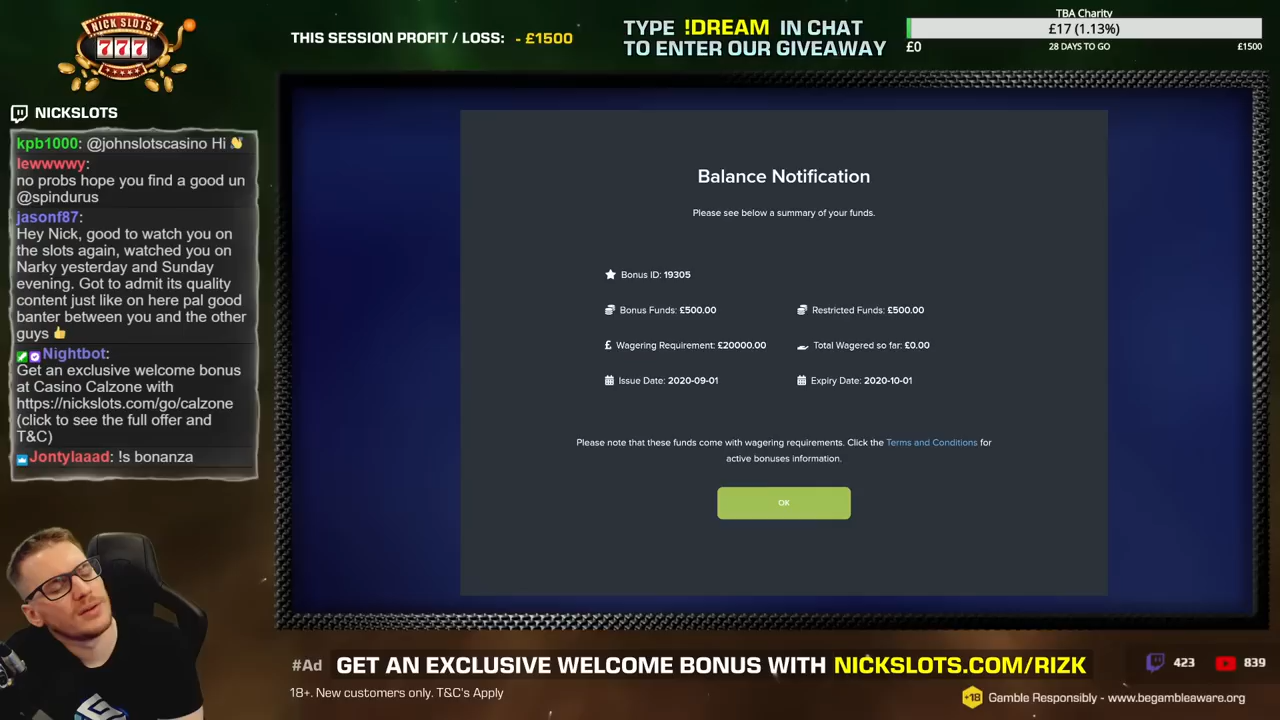 NICK SLOTS
777
THIS SESSION PROFIT / LOSS: - £1500
TYPE !DREAM IN CHAT
TO ENTER OUR GIVEAWAY
TBA Charity
£17 (1.13%)
£0
28 DAYS TO GO
£1500
NICKSLOTS
kpb1000: @johnslotscasino Hi 👋
lewwwwy:
no probs hope you find a good un
@spindurus
jasonf87:
Hey Nick, good to watch you on
the slots again, watched you on
Narky yesterday and Sunday
evening. Got to admit its quality
content just like on here pal good
banter between you and the other
guys 👍
Nightbot:
Get an exclusive welcome bonus
at Casino Calzone with
https://nickslots.com/go/calzone
(click to see the full offer and
T&C)
Jontylaaad: !s bonanza
Balance Notification
Please see below a summary of your funds.
Bonus ID: 19305
Bonus Funds: £500.00
Restricted Funds: £500.00
£ Wagering Requirement: £20000.00
Total Wagered so far: £0.00
Issue Date: 2020-09-01
Expiry Date: 2020-10-01
Please note that these funds come with wagering requirements. Click the Terms and Conditions for
active bonuses information.
OK
#Ad GET AN EXCLUSIVE WELCOME BONUS WITH NICKSLOTS.COM/RIZK
18+. New customers only. T&C's Apply
423
839
+18 Gamble Responsibly - www.begambleaware.org